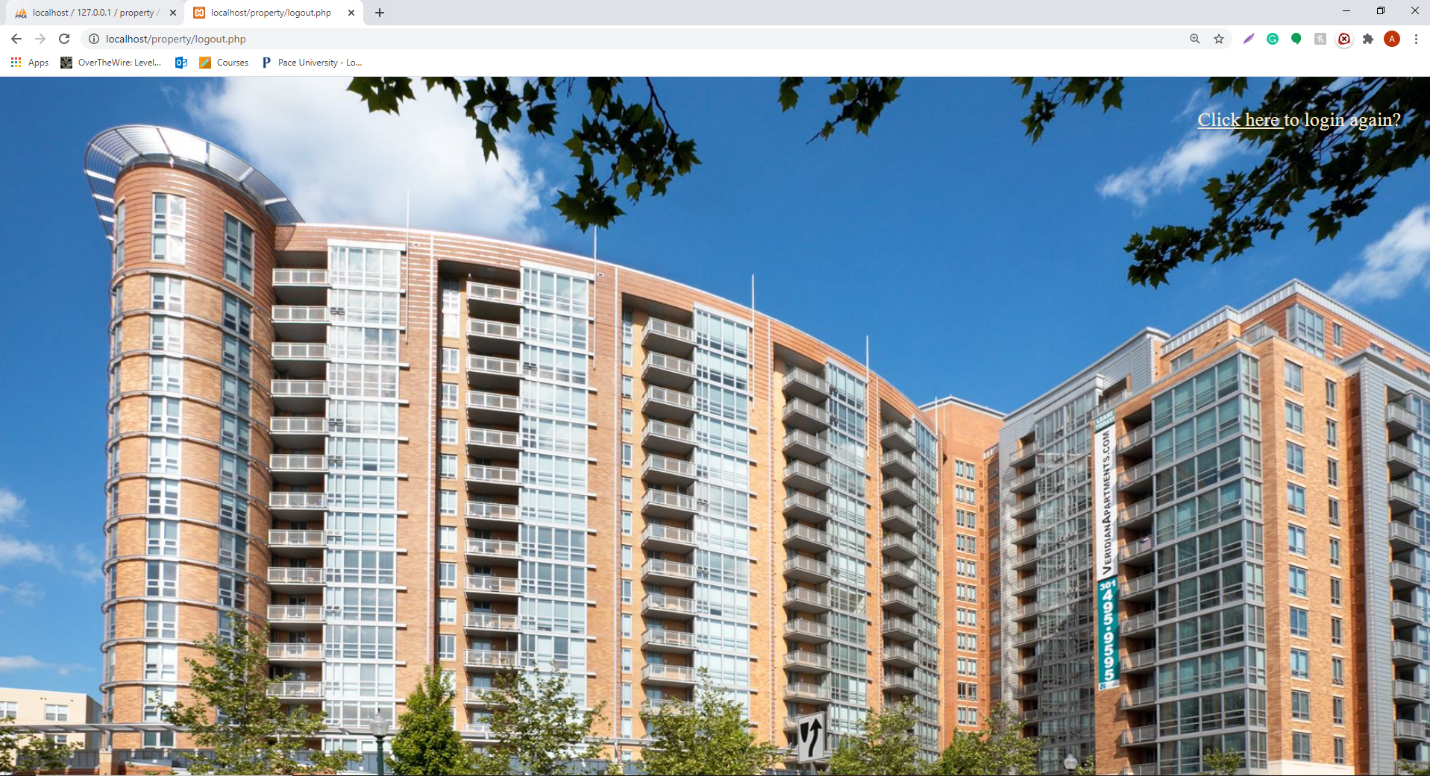 localhost / 127.0.0.1 / property /
localhost/property/logout.php
localhost/property/logout.php
A
Apps
OverTheWire: Level...
Courses
Pace University - Lo...
Click here to login again?
VERIDIANAPARTMENTS.COM
301
495-9595